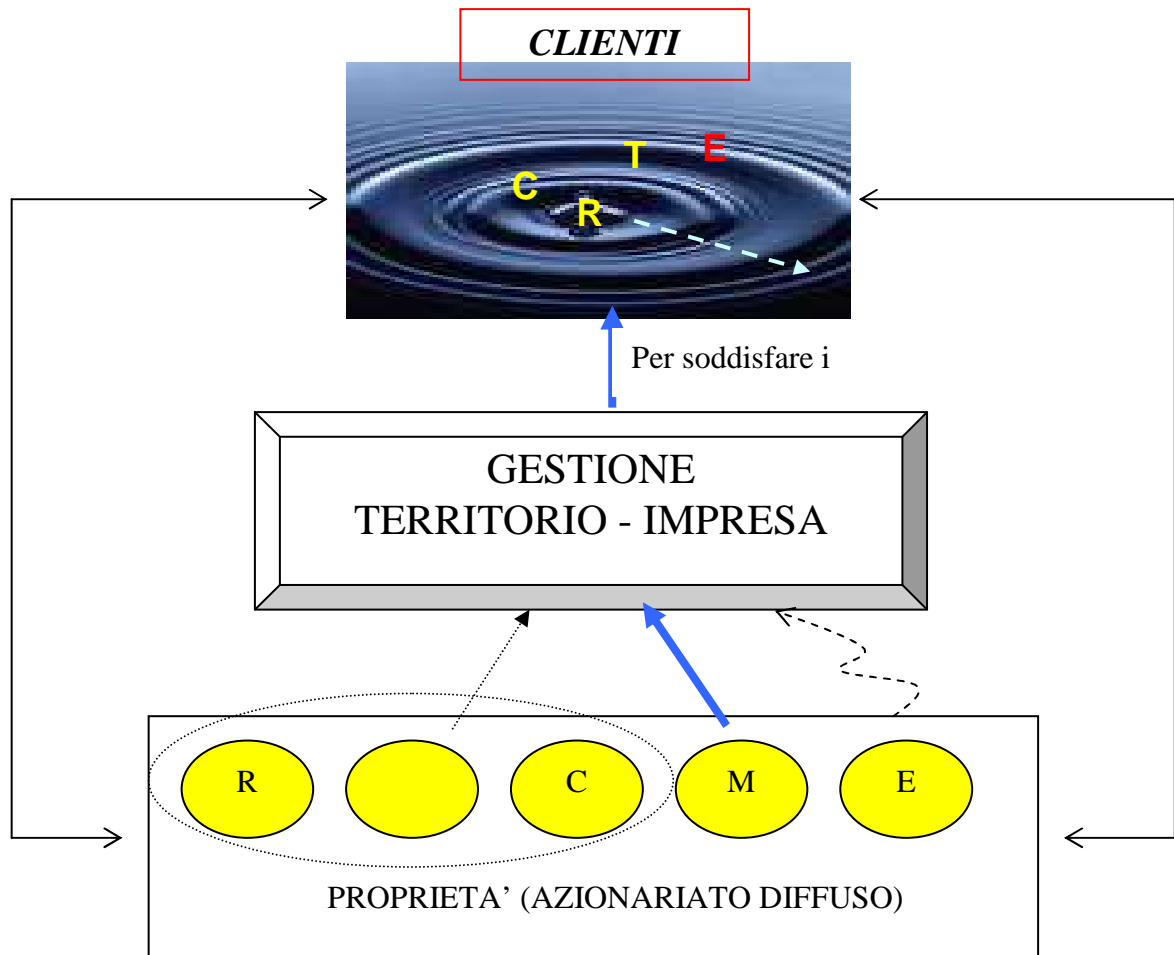 CLIENTI
E
T
C
R
Per soddisfare i
GESTIONE
TERRITORIO - IMPRESA
R
C
M
E
PROPRIETA’ (AZIONARIATO DIFFUSO)